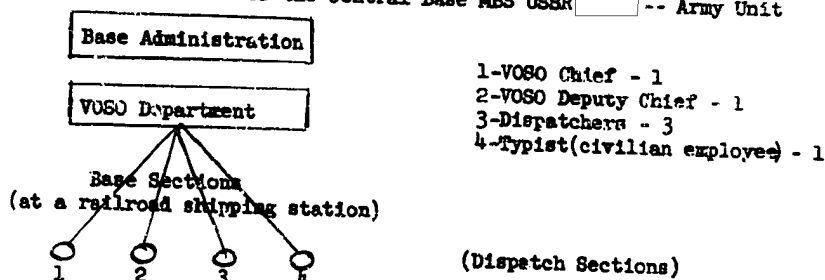 Central Base MBS USSR -- Army Unit
Base Administration
VOSO Department
1-VOSO Chief - 1
2-VOSO Deputy Chief - 1
3-Dispatchers - 3
4-Typist(civilian employee) - 1
Base Sections
(at a railroad shipping station)
1 2 3 4
(Dispatch Sections)